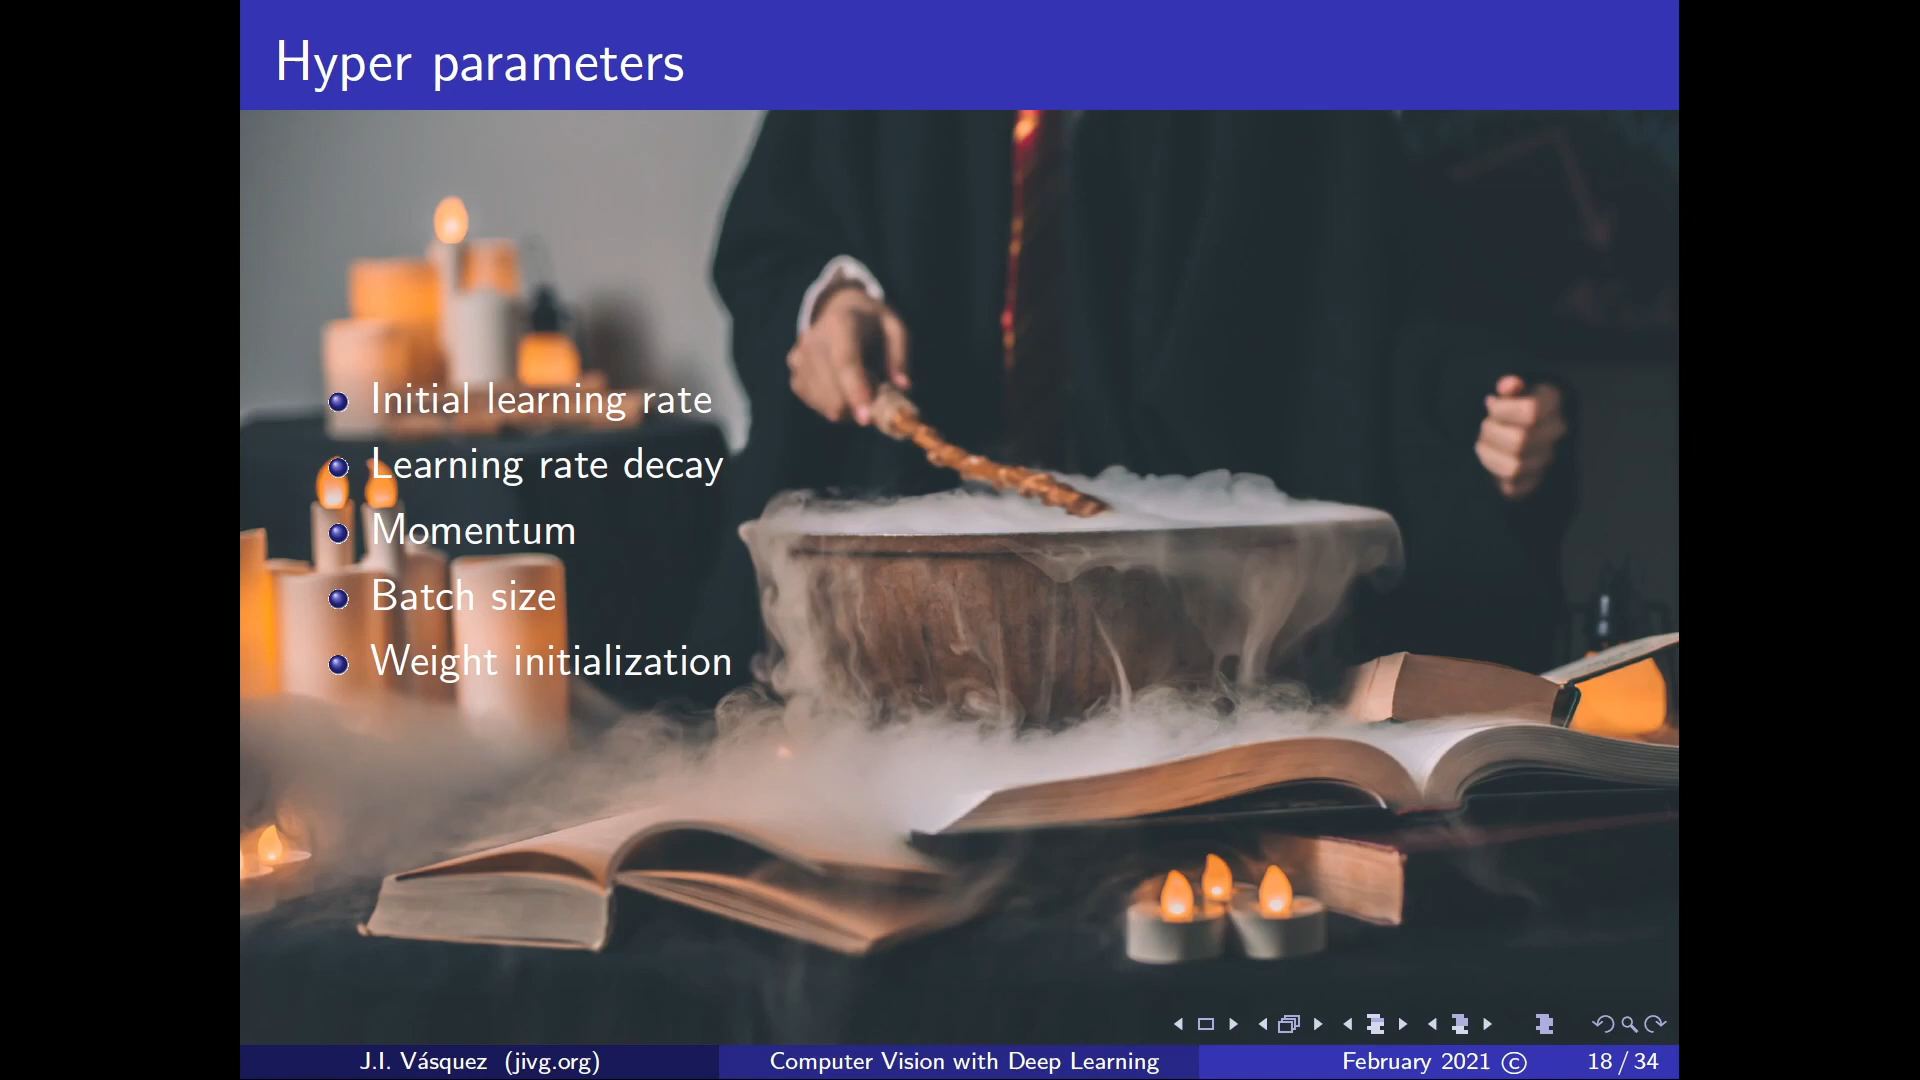 Hyper parameters
Initial learning rate
Learning rate decay
Momentum
Batch size
Weight initialization
J.I. Vásquez (jivg.org)
Computer Vision with Deep Learning
February 2021 ©
18 / 34